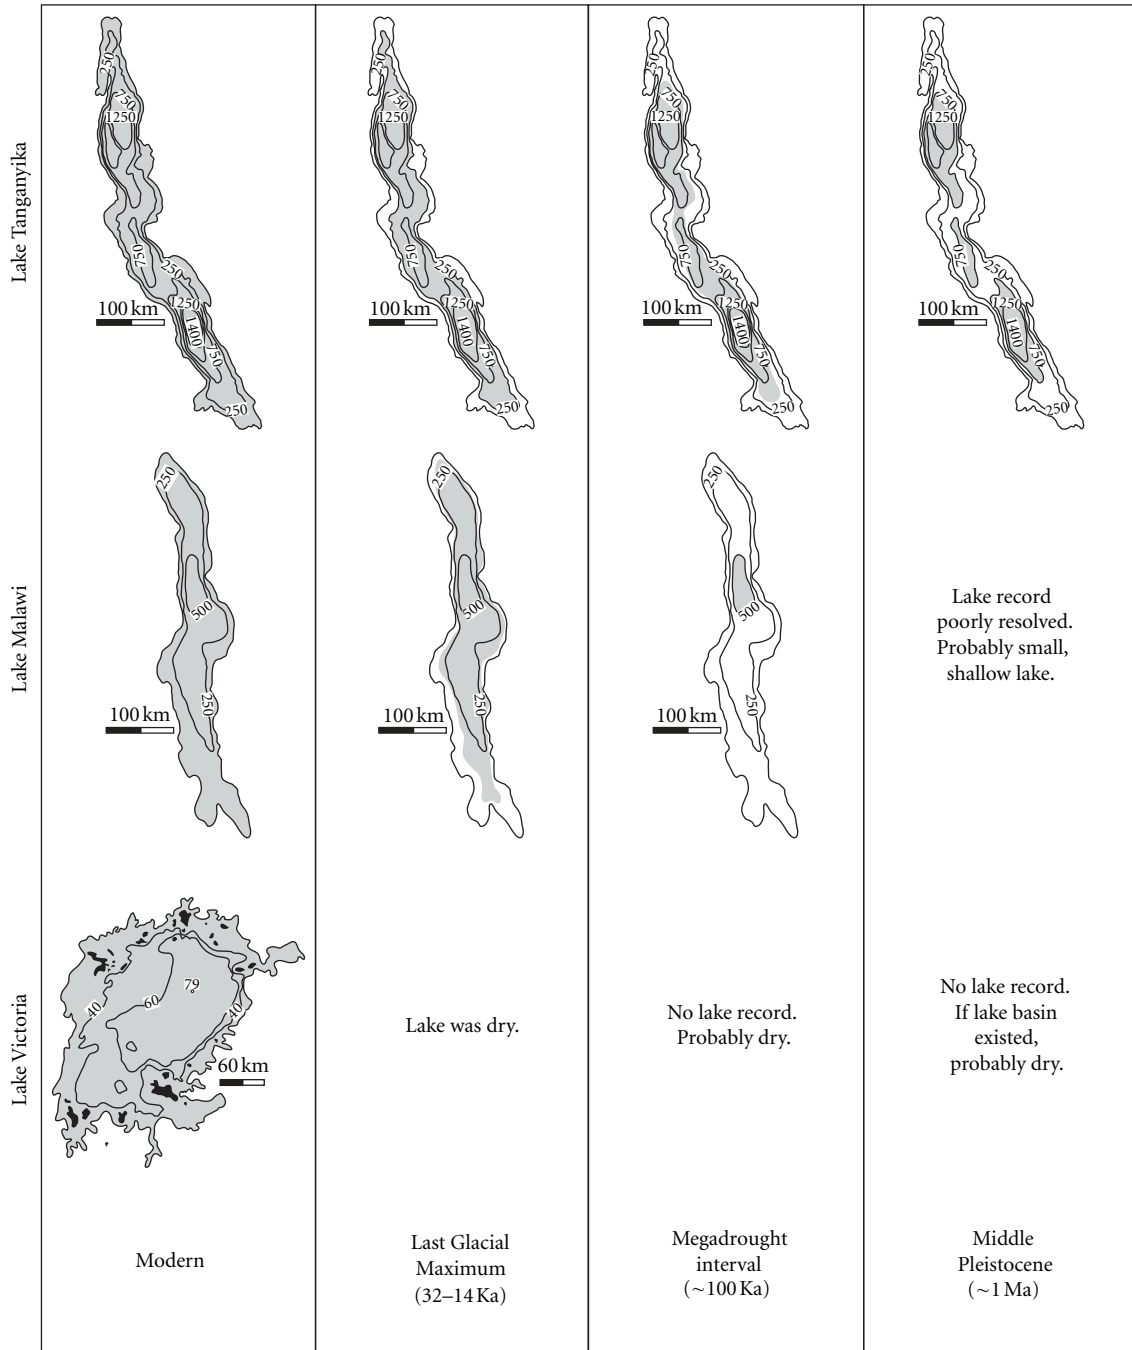 Lake Tanganyika
250
750
1250
750
250
1250
1400
750
250
100 km
250
1250
750
250
1250
1400
750
250
100 km
250
750
1250
750
250
1250
1400
750
250
100 km
250
750
1250
750
250
1250
1400
750
250
100 km
Lake Malawi
250
500
250
100 km
250
500
250
100 km
250
500
250
100 km
Lake record
poorly resolved.
Probably small,
shallow lake.
Lake Victoria
79
60
40
40
60 km
Lake was dry.
No lake record.
Probably dry.
No lake record.
If lake basin
existed,
probably dry.
Modern
Last Glacial
Maximum
(32–14 Ka)
Megadrought
interval
(~100 Ka)
Middle
Pleistocene
(~1 Ma)